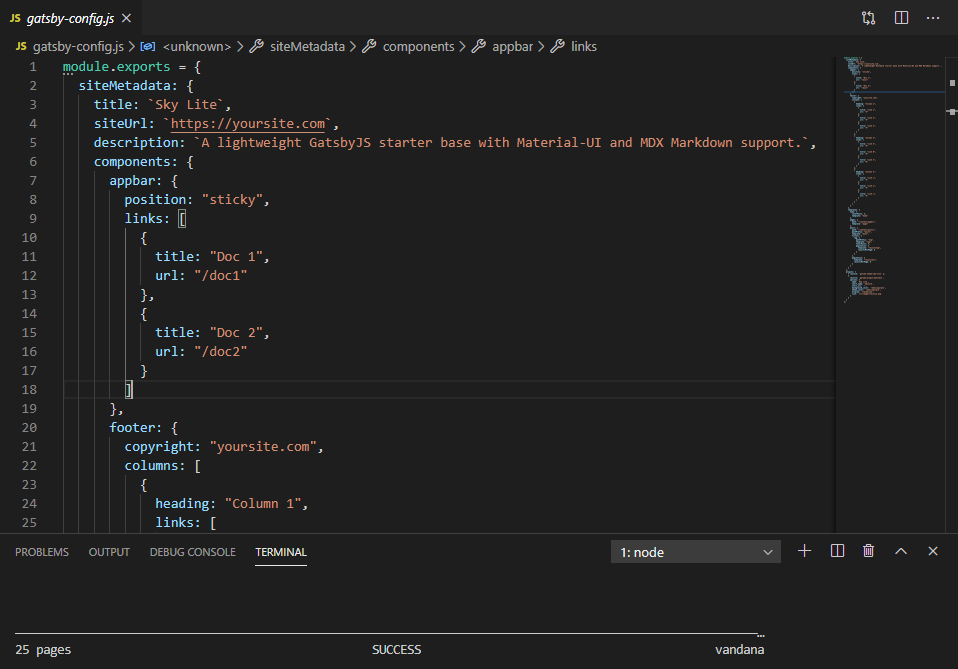 JS gatsby-config.js
JS gatsby-config.js > <unknown> > siteMetadata > components > appbar > links
1 module.exports = {
2 siteMetadata: {
3 title: `Sky Lite`,
4 siteUrl: `https://yoursite.com`,
5 description: `A lightweight GatsbyJS starter base with Material-UI and MDX Markdown support.`,
6 components: {
7 appbar: {
8 position: "sticky",
9 links: [
10 {
11 title: "Doc 1",
12 url: "/doc1"
13 },
14 {
15 title: "Doc 2",
16 url: "/doc2"
17 }
18 ]
19 },
20 footer: {
21 copyright: "yoursite.com",
22 columns: [
23 {
24 heading: "Column 1",
25 links: [
PROBLEMS OUTPUT DEBUG CONSOLE TERMINAL 1: node
25 pages SUCCESS vandana